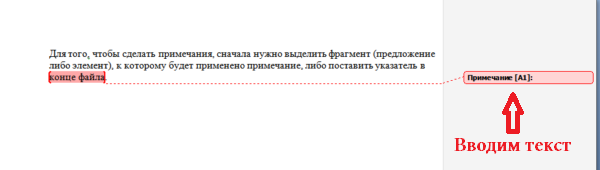 Для того, чтобы сделать примечания, сначала нужно выделить фрагмент (предложение
либо элемент), к которому будет применено примечание, либо поставить указатель в
конце файла
Примечание [A1]:
Вводим текст